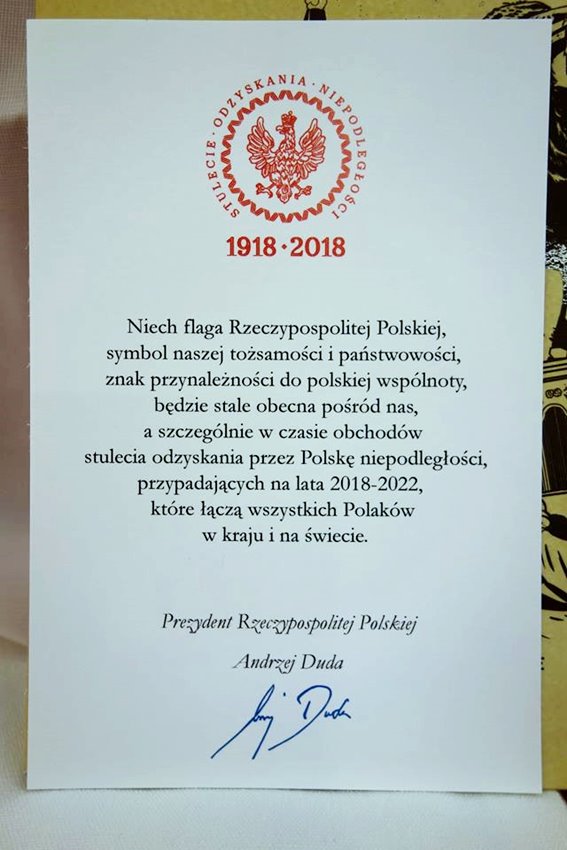 STULECIE · ODZYSKANIA · NIEPODLEGŁOŚCI
1918 · 2018
Niech flaga Rzeczypospolitej Polskiej,
symbol naszej tożsamości i państwowości,
znak przynależności do polskiej wspólnoty,
będzie stale obecna pośród nas,
a szczególnie w czasie obchodów
stulecia odzyskania przez Polskę niepodległości,
przypadających na lata 2018-2022,
które łączą wszystkich Polaków
w kraju i na świecie.
Prezydent Rzeczypospolitej Polskiej
Andrzej Duda